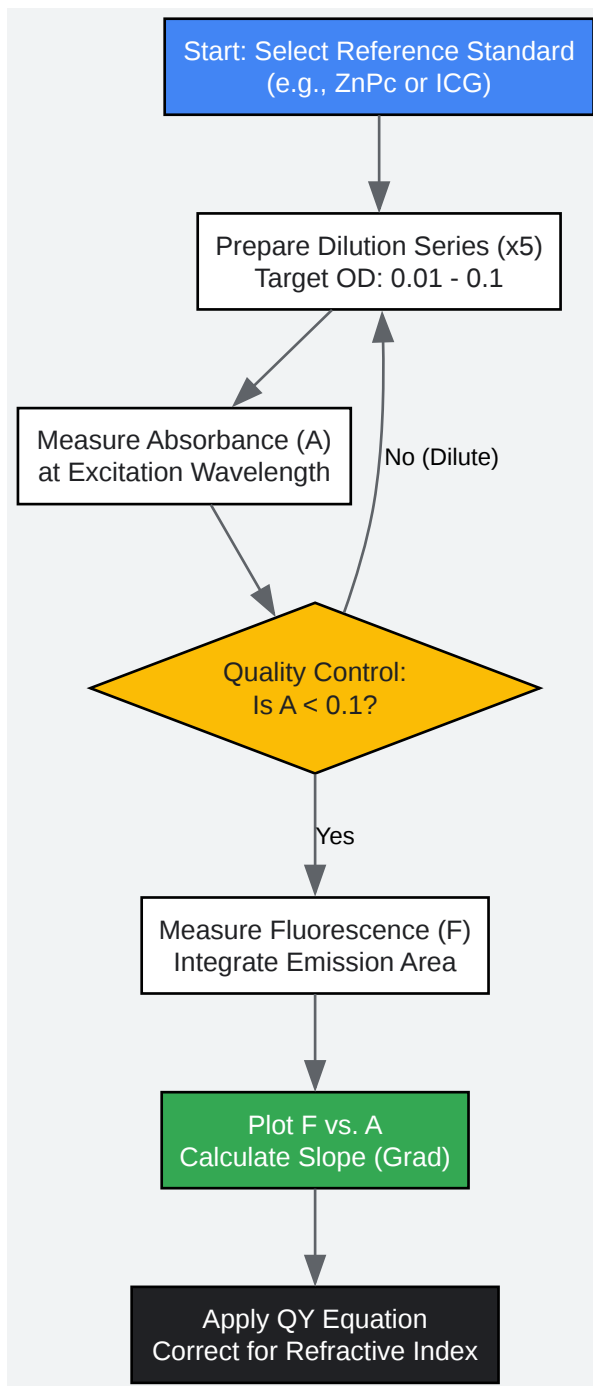 Start: Select Reference Standard
(e.g., ZnPc or ICG)
Prepare Dilution Series (x5)
Target OD: 0.01 - 0.1
Measure Absorbance (A)
at Excitation Wavelength
No (Dilute)
Quality Control:
Is A < 0.1?
Yes
Measure Fluorescence (F)
Integrate Emission Area
Plot F vs. A
Calculate Slope (Grad)
Apply QY Equation
Correct for Refractive Index